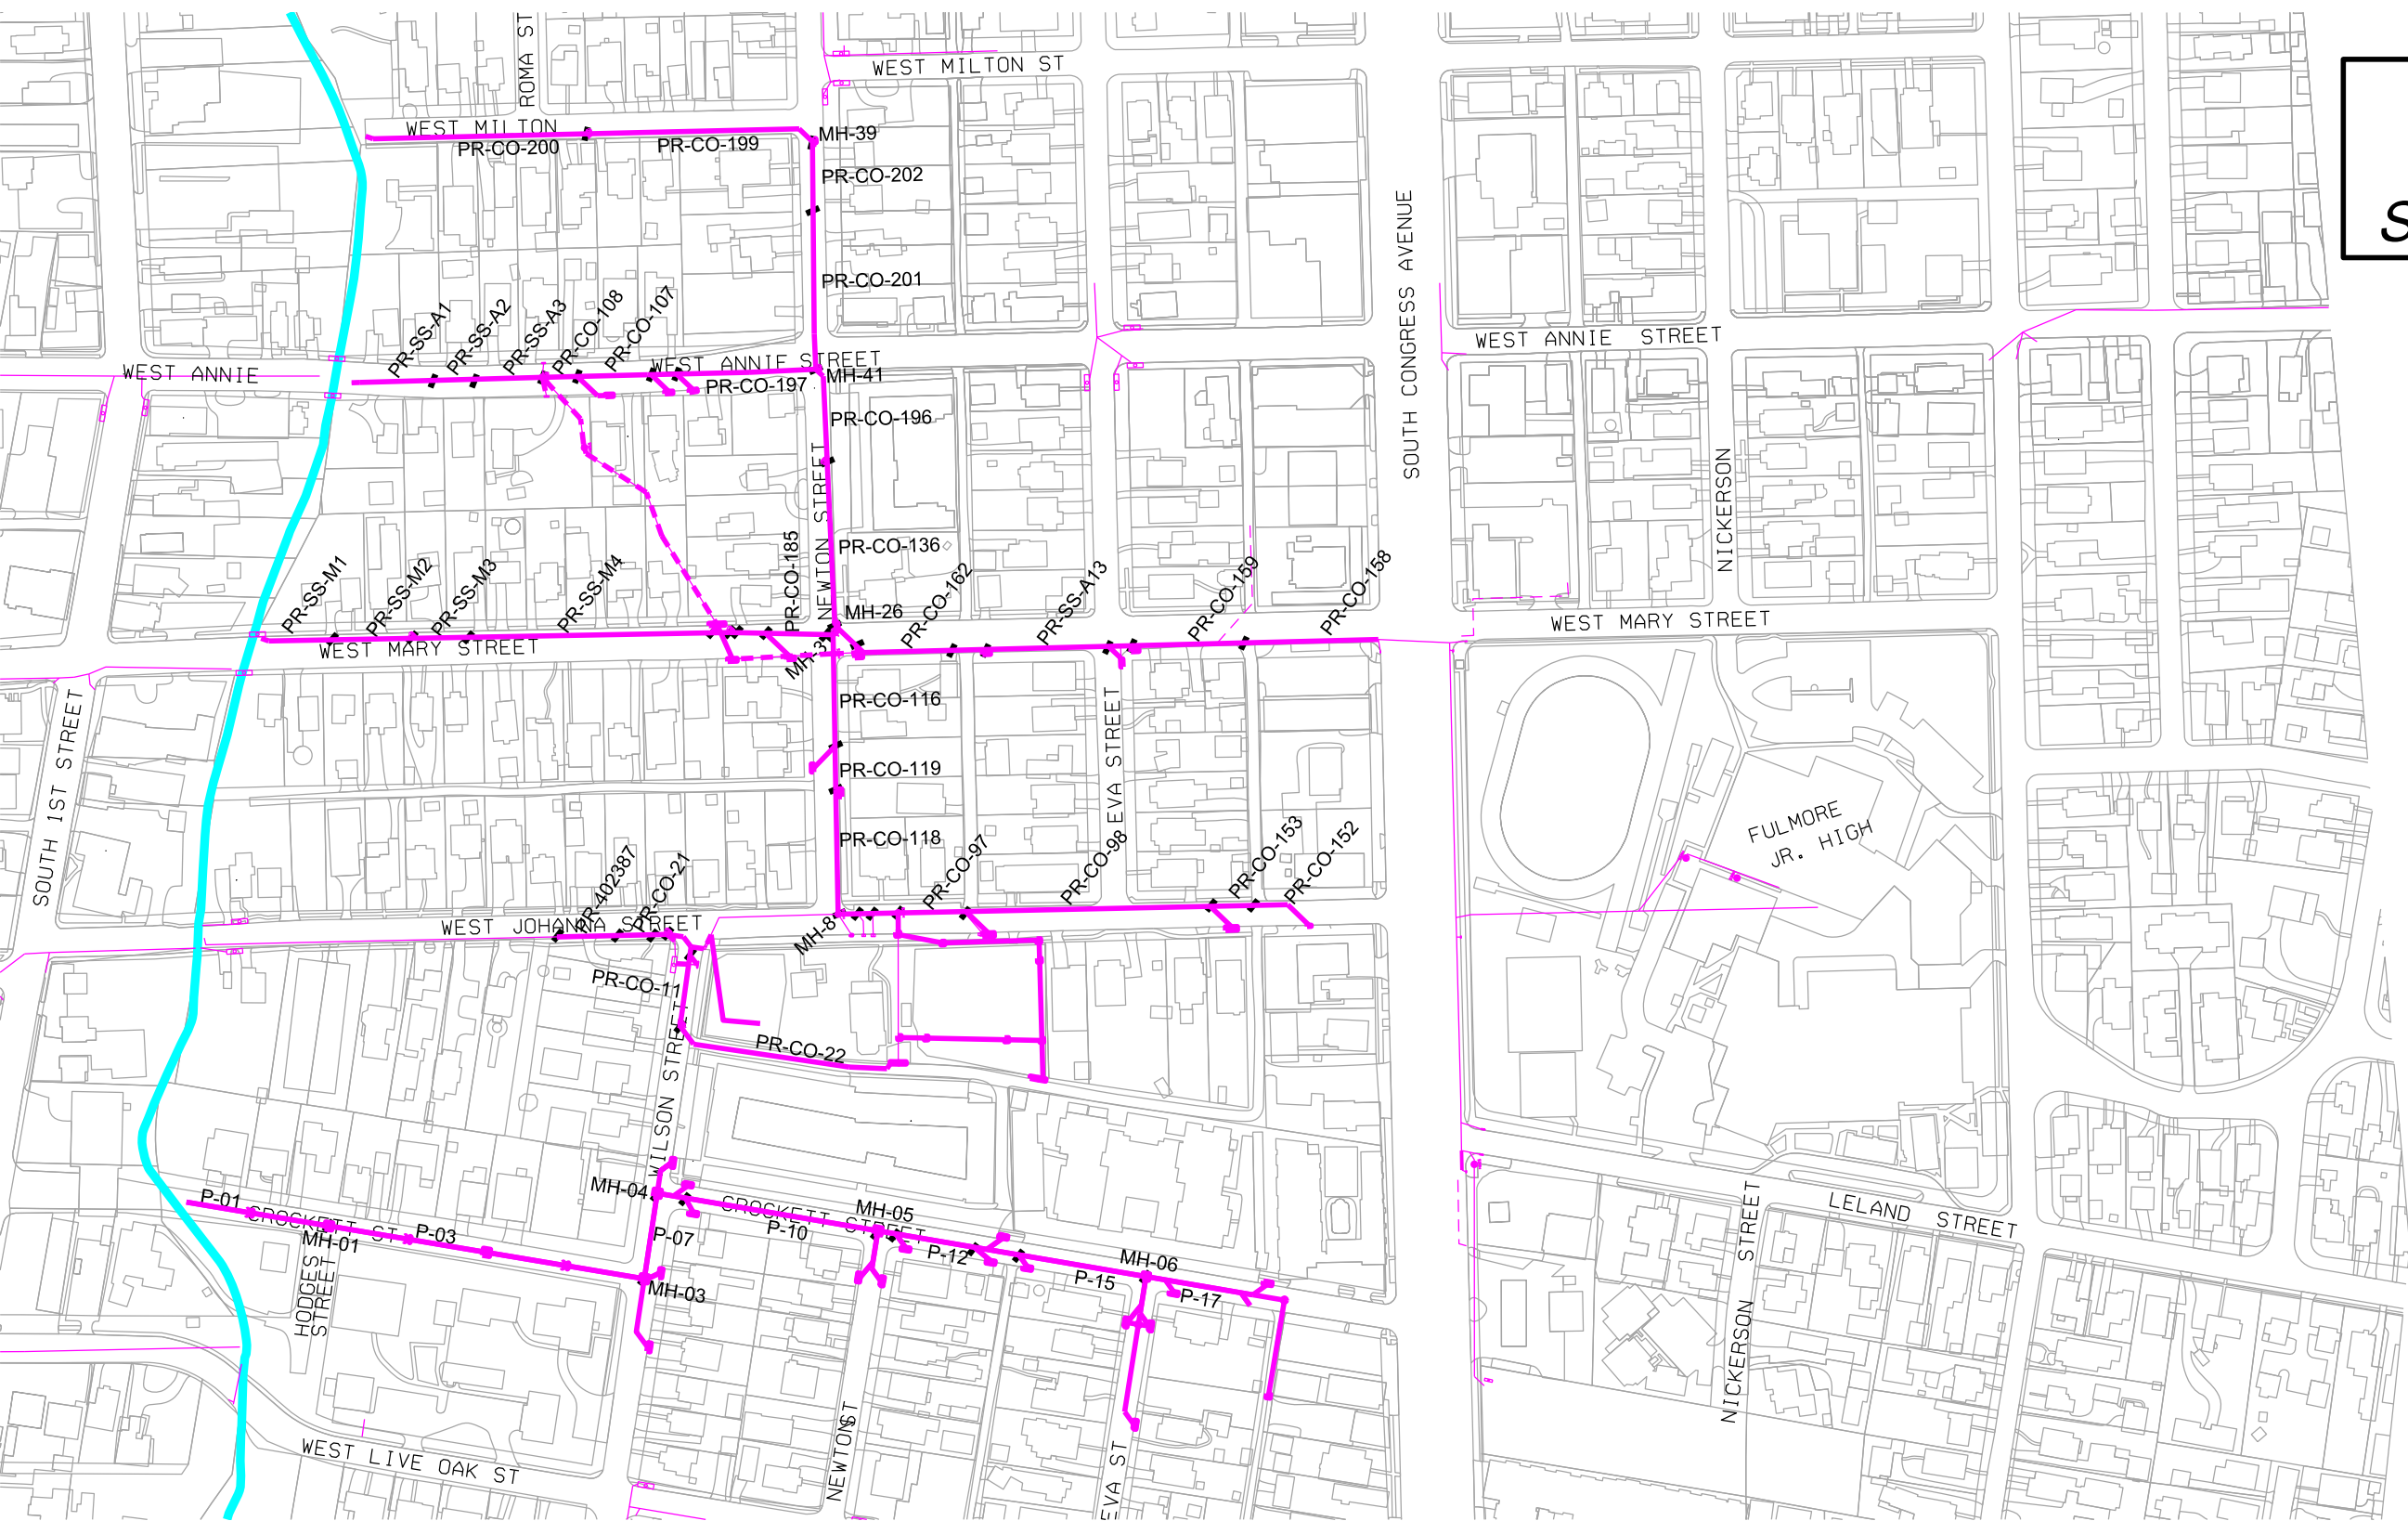 ROMA ST
WEST MILTON ST
WEST MILTON
MH-39
PR-CO-200
PR-CO-199
PR-CO-202
S
PR-CO-201
SOUTH CONGRESS AVENUE
PR-SS-A1
PR-SS-A2
PR-SS-A3
PR-CO-108
PR-CO-107
WEST ANNIE STREET
WEST ANNIE STREET
WEST ANNIE
MH-41
PR-CO-197
PR-CO-196
NEWTON STREET
NICKERSON
PR-CO-136
PR-CO-185
PR-SS-M1
PR-SS-M2
PR-SS-M3
PR-SS-M4
MH-26
PR-CO-162
PR-SS-A13
PR-CO-159
PR-CO-158
WEST MARY STREET
WEST MARY STREET
PR-CO-116
SOUTH 1ST STREET
EVA STREET
PR-CO-119
FULMORE
JR. HIGH
PR-CO-118
PR-402387
PR-CO-21
PR-CO-97
PR-CO-98
PR-CO-153
PR-CO-152
WEST JOHANNA STREET
MH-8
PR-CO-11
PR-CO-22
WILSON STREET
MH-04
P-01
CROCKETT ST
MH-01
P-03
P-07
CROCKETT STREET
P-10
MH-05
P-12
MH-06
P-15
P-17
MH-03
HODGES
STREET
LELAND STREET
NICKERSON STREET
WEST LIVE OAK ST
NEWTON ST
EVA ST